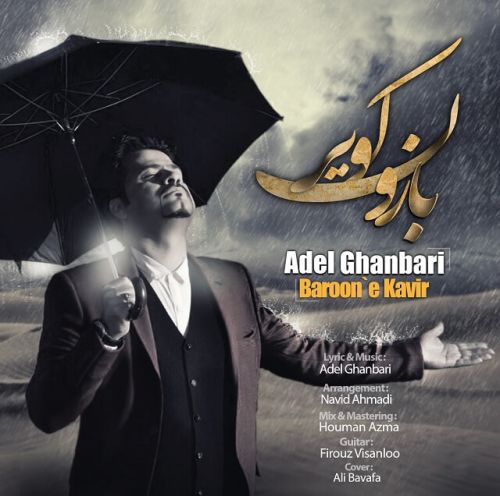 بارون کویر
Adel Ghanbari
Baroon`e Kavir
Lyric & Music:
Adel Ghanbari
Arrangement:
Navid Ahmadi
Mix & Mastering:
Houman Azma
Guitar:
Firouz Visanloo
Cover:
Ali Bavafa